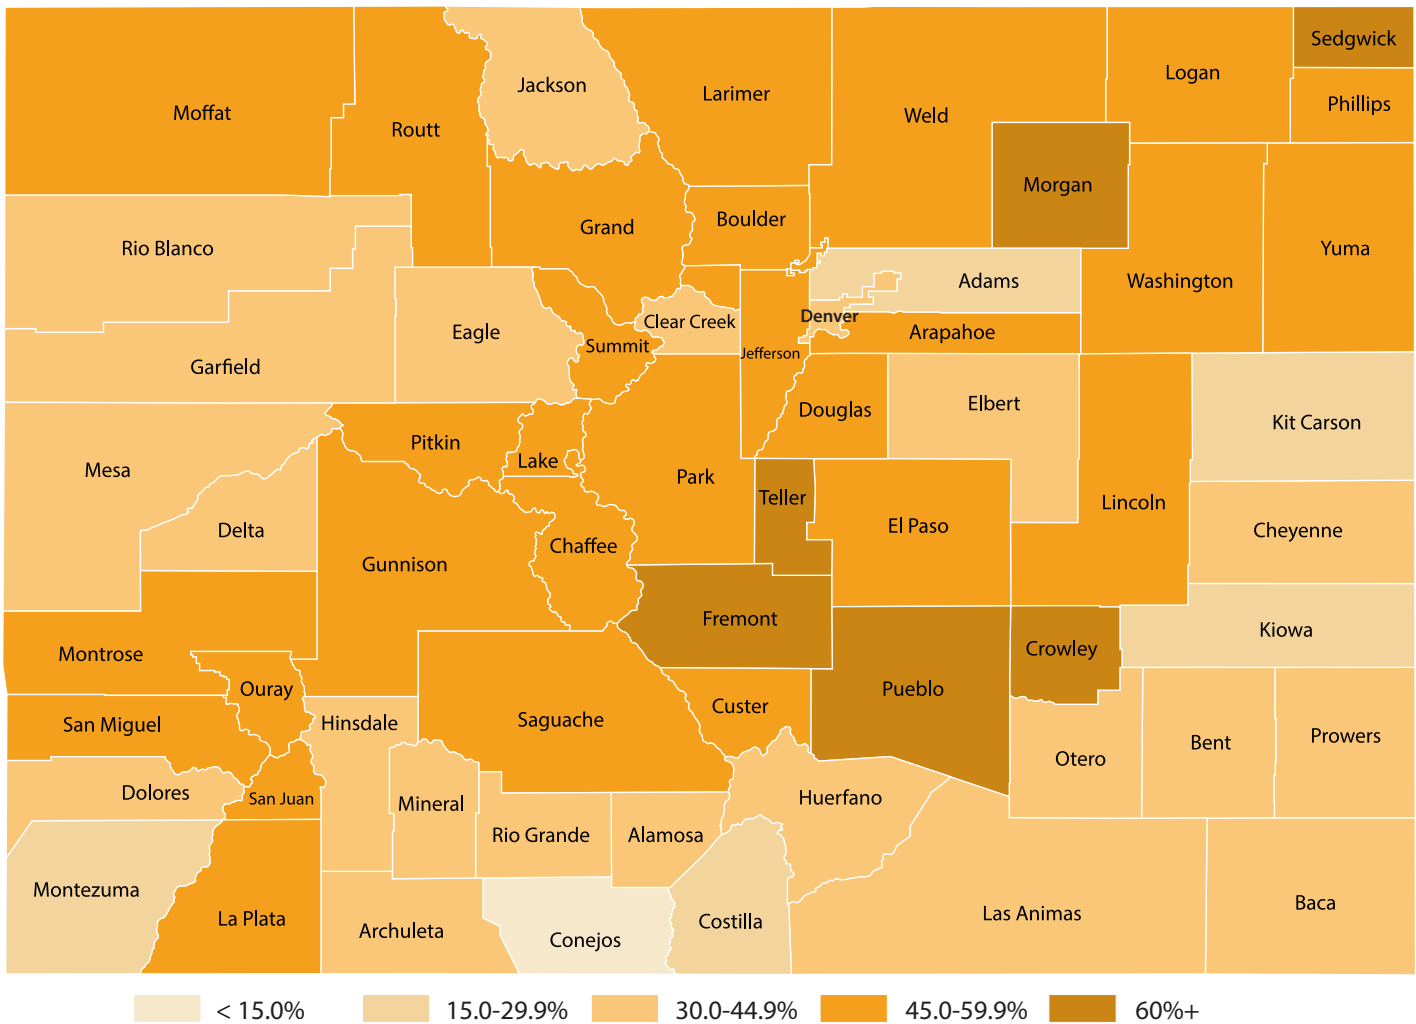 Sedgwick
Logan
Jackson
Larimer
Phillips
Moffat
Weld
Routt
Morgan
Boulder
Grand
Rio Blanco
Yuma
Adams
Washington
Denver
Clear Creek
Eagle
Arapahoe
Summit
Jefferson
Garfield
Elbert
Douglas
Kit Carson
Pitkin
Lake
Mesa
Park
Teller
Lincoln
El Paso
Delta
Cheyenne
Chaffee
Gunnison
Fremont
Kiowa
Crowley
Montrose
Ouray
Pueblo
Custer
San Miguel
Hinsdale
Saguache
Prowers
Bent
Otero
Dolores
San Juan
Mineral
Huerfano
Rio Grande
Alamosa
Montezuma
Baca
Las Animas
La Plata
Costilla
Archuleta
Conejos
< 15.0% 15.0-29.9% 30.0-44.9% 45.0-59.9% 60%+